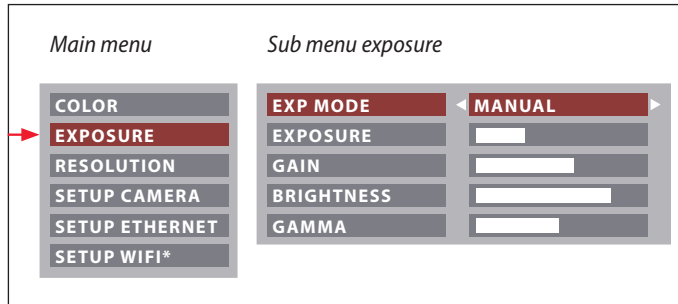 Main menu
Sub menu exposure
COLOR
EXPOSURE
RESOLUTION
SETUP CAMERA
SETUP ETHERNET
SETUP WIFI*
EXP MODE MANUAL
EXPOSURE
GAIN
BRIGHTNESS
GAMMA